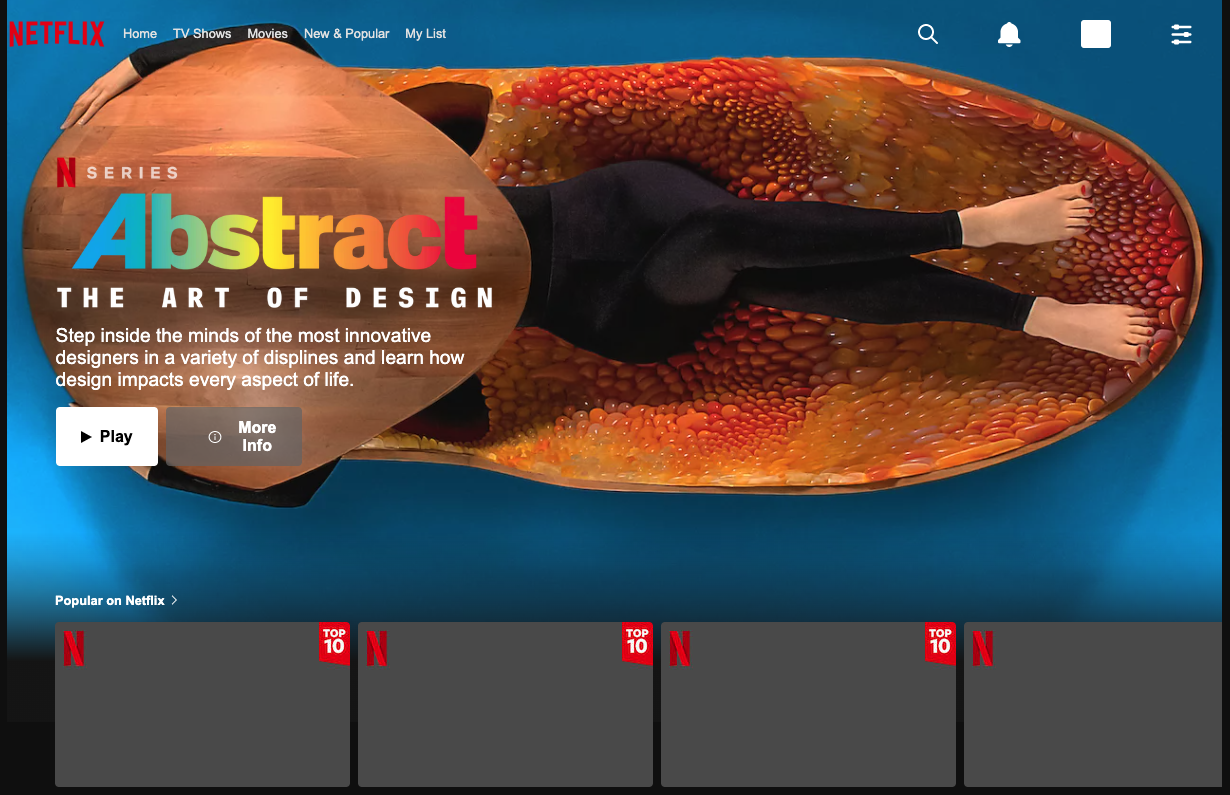 NETFLIX Home TV Shows Movies New & Popular My List
N SERIES
Abstract
THE ART OF DESIGN
Step inside the minds of the most innovative
designers in a variety of displines and learn how
design impacts every aspect of life.
Play
More
Info
Popular on Netflix
N TOP
10
N TOP
10
N TOP
10
N